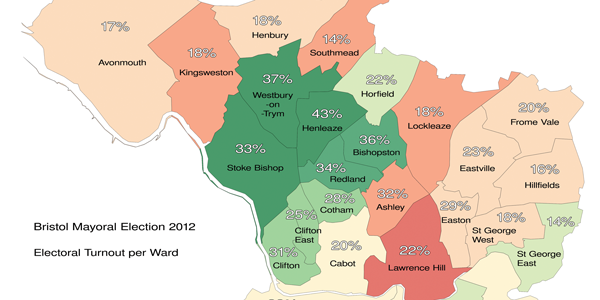 17%
Avonmouth
18%
Henbury
14%
Southmead
18%
Kingsweston
37%
Westbury
-on
-Trym
22%
Horfield
43%
Henleaze
18%
Lockleaze
20%
Frome Vale
33%
Stoke Bishop
36%
Bishopston
34%
Redland
23%
Eastville
16%
Hillfields
28%
Cotham
32%
Ashley
29%
Easton
18%
St George
West
14%
St George
East
25%
Clifton
East
31%
Clifton
20%
Cabot
22%
Lawrence Hill
Bristol Mayoral Election 2012
Electoral Turnout per Ward